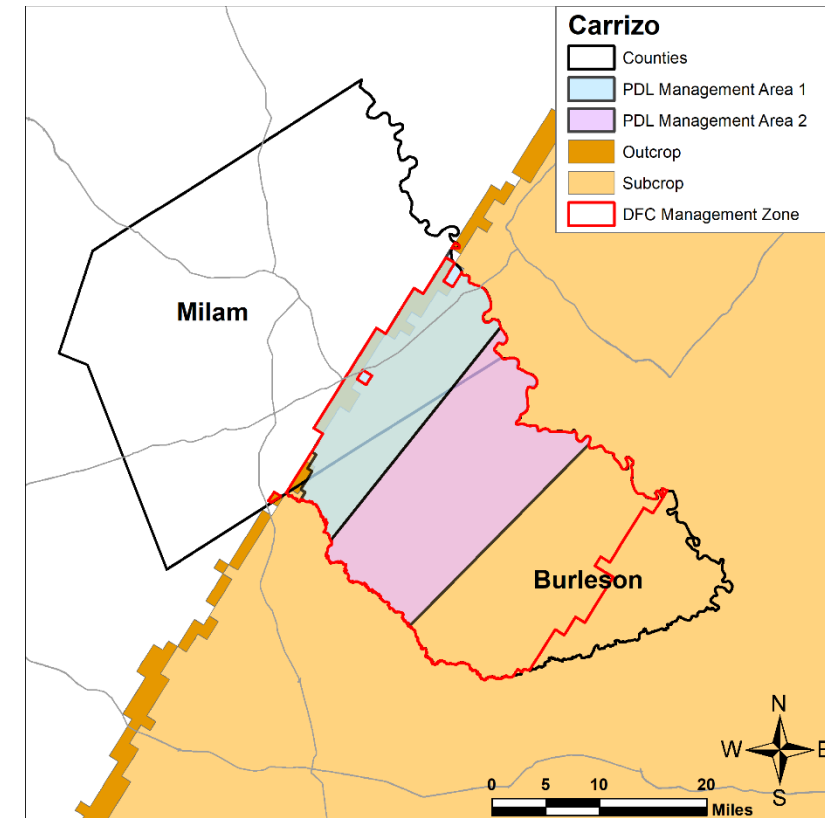 Carrizo
Counties
PDL Management Area 1
PDL Management Area 2
Outcrop
Subcrop
DFC Management Zone
Milam
Burleson
N
W E
S
0 5 10 20
Miles